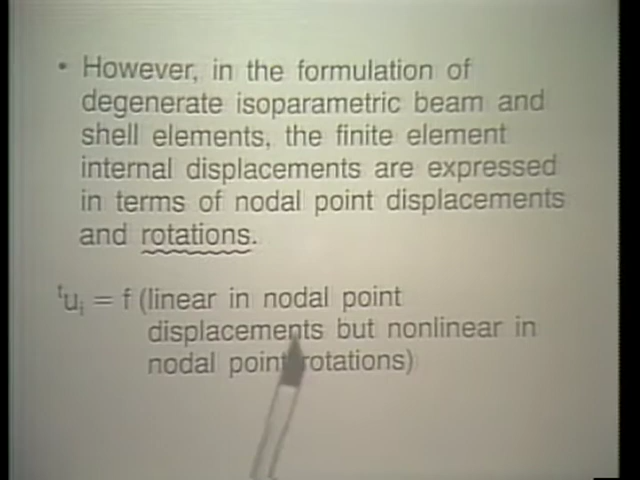 • However, in the formulation of
degenerate isoparametric beam and
shell elements, the finite element
internal displacements are expressed
in terms of nodal point displacements
and rotations.
ᵗuᵢ = f (linear in nodal point
displacements but nonlinear in
nodal point rotations)